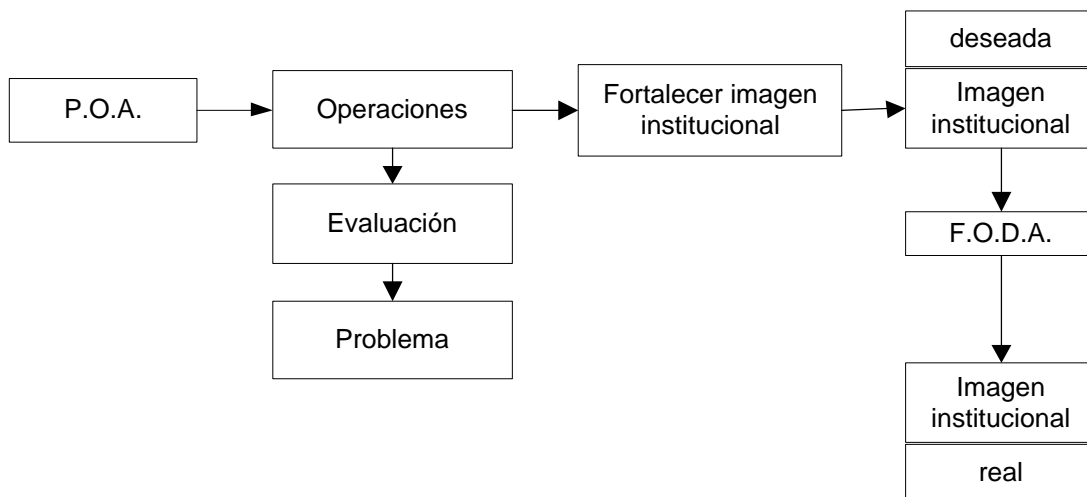 deseada
P.O.A.
Operaciones
Fortalecer imagen
institucional
Imagen
institucional
Evaluación
F.O.D.A.
Problema
Imagen
institucional
real